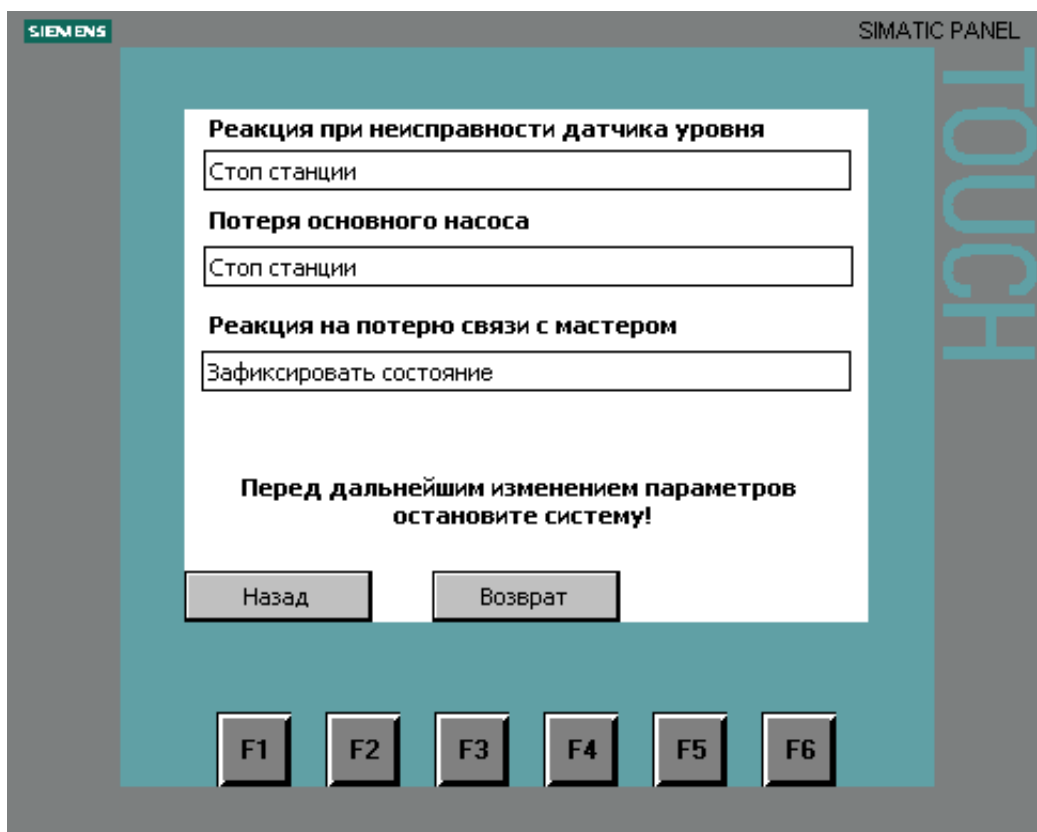 SIEMENS
SIMATIC PANEL
TOUCH
Реакция при неисправности датчика уровня
Стоп станции
Потеря основного насоса
Стоп станции
Реакция на потерю связи с мастером
Зафиксировать состояние
Перед дальнейшим изменением параметров
остановите систему!
Назад
Возврат
F1
F2
F3
F4
F5
F6